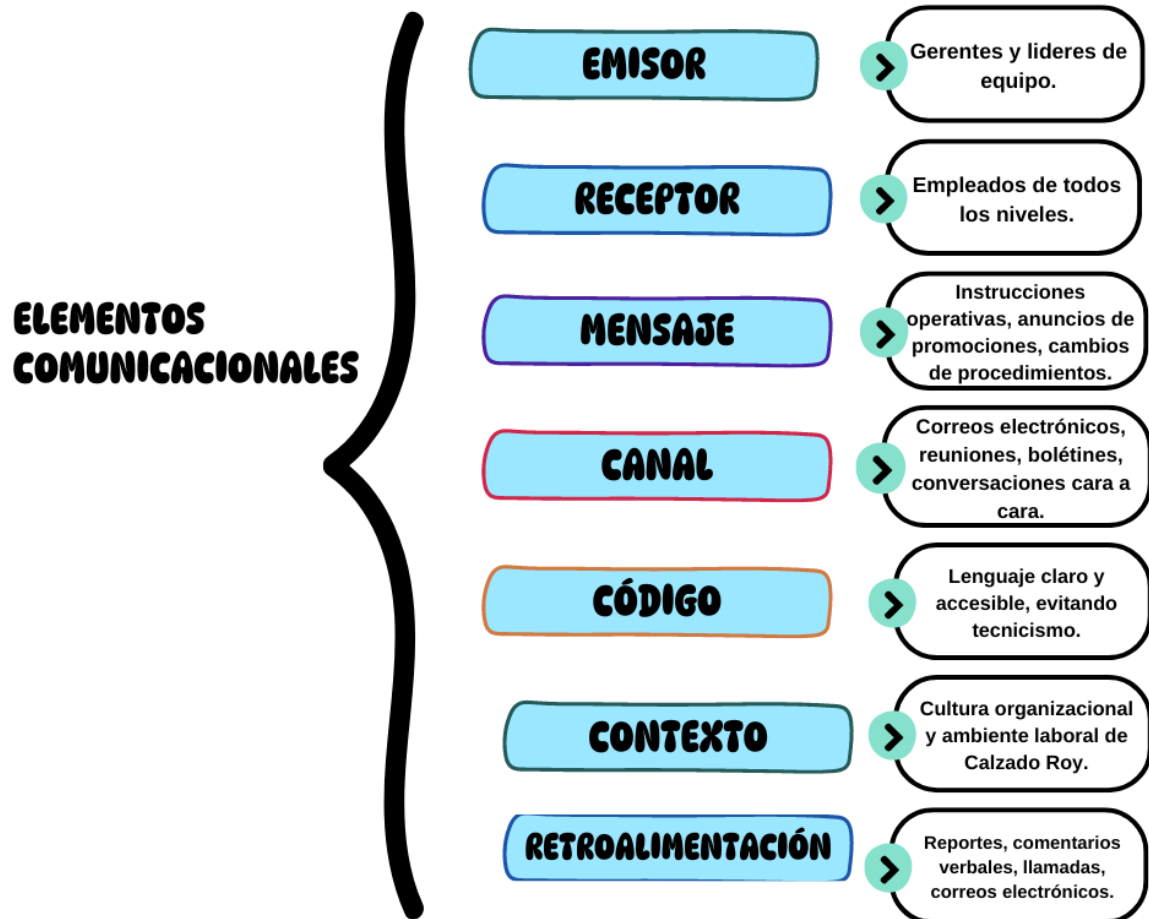 ELEMENTOS
COMUNICACIONALES
EMISOR
Gerentes y lideres de
equipo.
RECEPTOR
Empleados de todos
los niveles.
MENSAJE
Instrucciones
operativas, anuncios de
promociones, cambios
de procedimientos.
CANAL
Correos electrónicos,
reuniones, bolétines,
conversaciones cara a
cara.
CÓDIGO
Lenguaje claro y
accesible, evitando
tecnicismo.
CONTEXTO
Cultura organizacional
y ambiente laboral de
Calzado Roy.
RETROALIMENTACIÓN
Reportes, comentarios
verbales, llamadas,
correos electrónicos.